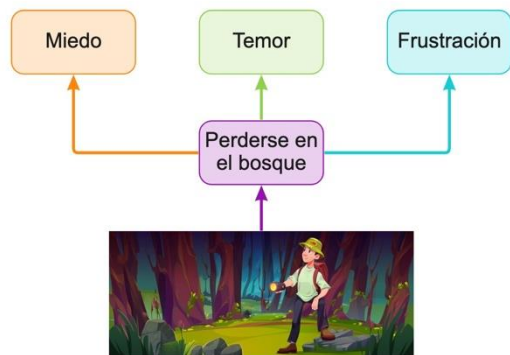 Miedo
Temor
Frustración
Perderse en
el bosque